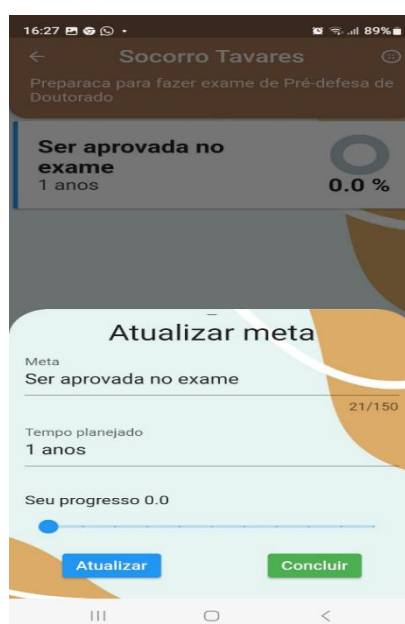 16:27 89%
Socorro Tavares
Preparaca para fazer exame de Pré-defesa de
Doutorado
Ser aprovada no
exame
1 anos
0.0 %
Atualizar meta
Meta
Ser aprovada no exame
21/150
Tempo planejado
1 anos
Seu progresso 0.0
Atualizar Concluir